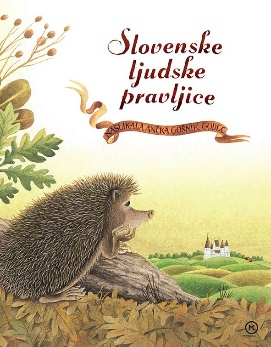 Slovenske
ljudske
pravljice
NASLIKALA ANČKA GOŠNIK GODEC